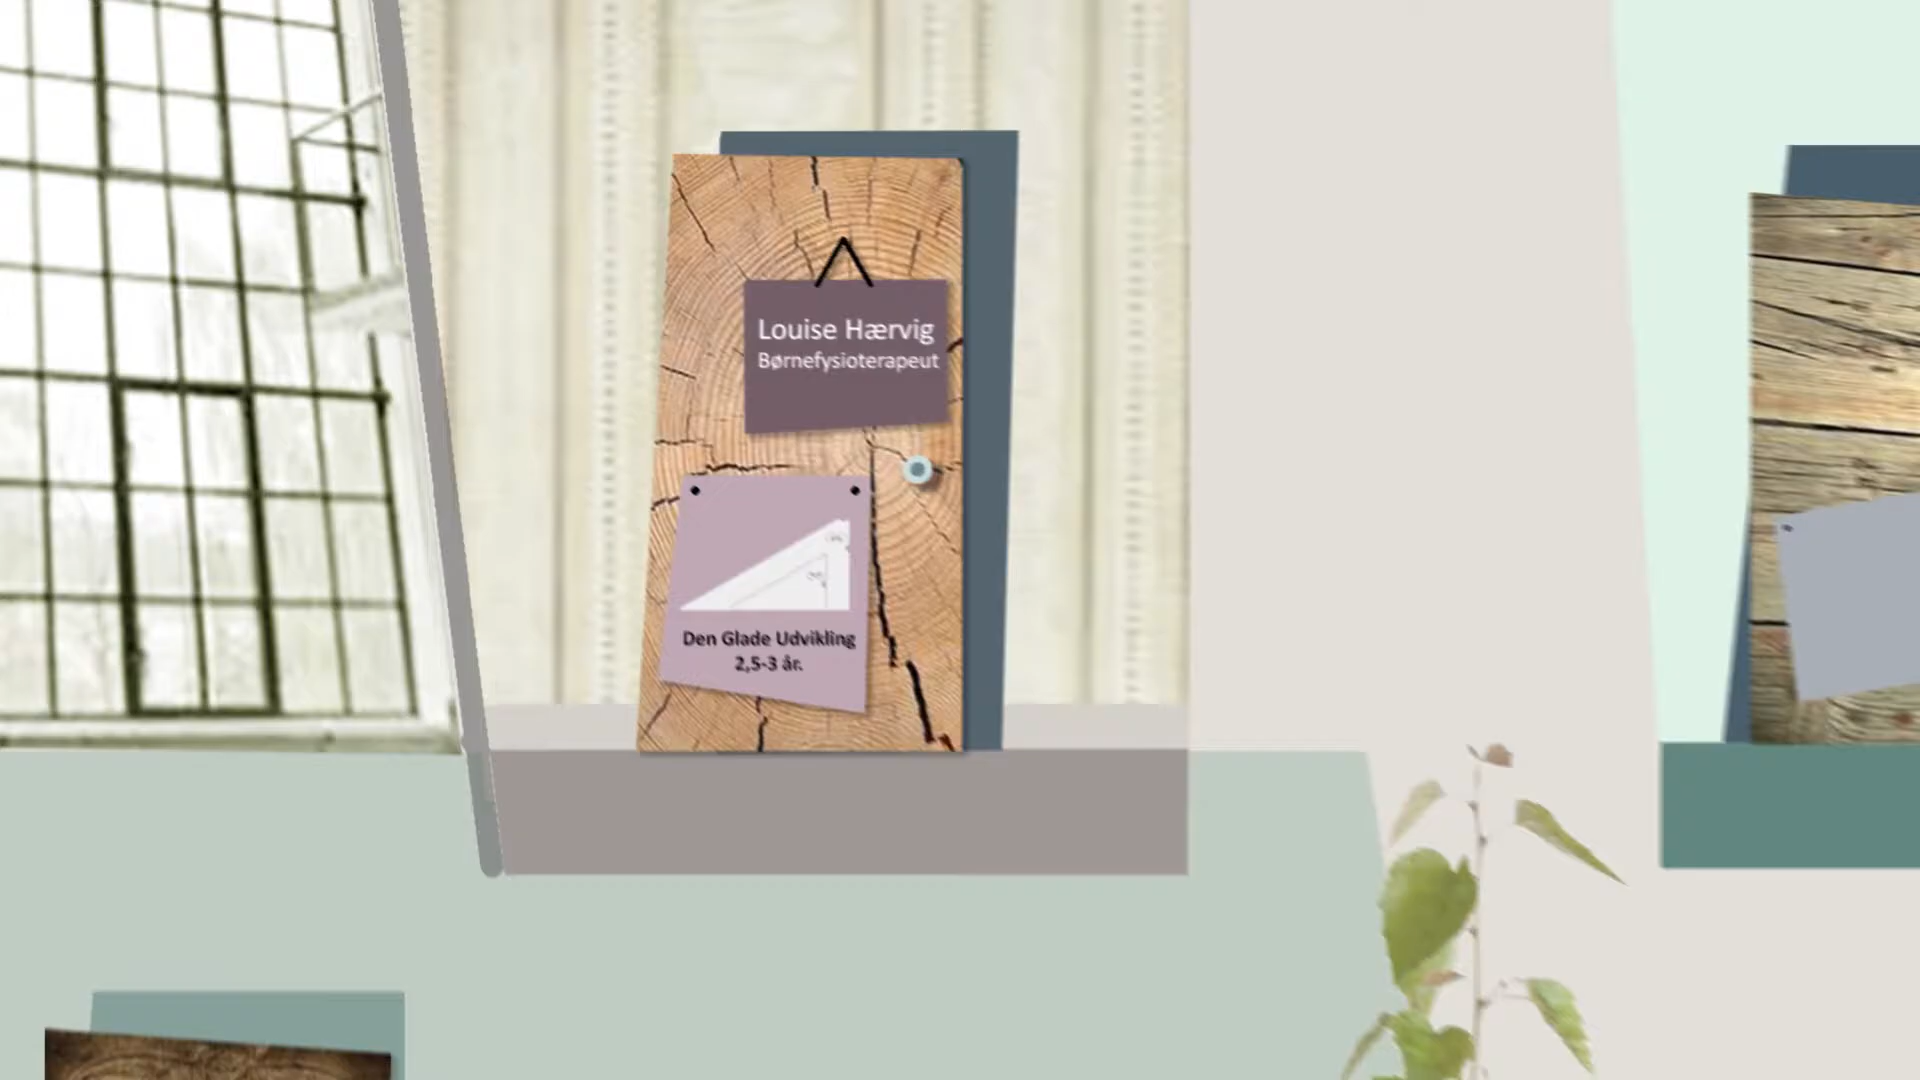 Louise Hærvig
Børnefysioterapeut
Den Glade Udvikling
2,5-3 år.